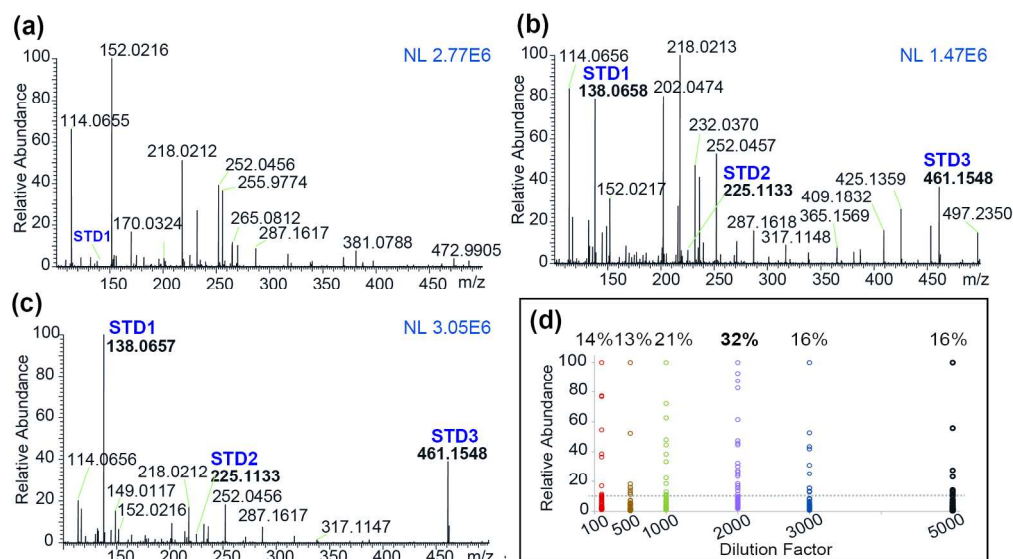 (a)
NL 2.77E6
152.0216
114.0655
218.0212
252.0456
255.9774
STD1
170.0324
265.0812
287.1617
381.0788
472.9905
Relative Abundance
100
80
60
40
20
0
150 200 250 300 350 400 450 m/z
(b)
NL 1.47E6
114.0656
218.0213
STD1
138.0658
202.0474
232.0370
252.0457
STD2
225.1133
STD3
461.1548
152.0217
425.1359
409.1832
287.1618
365.1569
317.1148
497.2350
Relative Abundance
100
80
60
40
20
0
150 200 250 300 350 400 450 m/z
(c)
NL 3.05E6
STD1
138.0657
STD3
461.1548
STD2
225.1133
114.0656
218.0212
149.0117
252.0456
152.0216
287.1617
317.1147
Relative Abundance
100
80
60
40
20
0
150 200 250 300 350 400 450 m/z
(d)
14% 13% 21% 32% 16% 16%
Relative Abundance
100
80
60
40
20
0
100 500 1000 2000 3000 5000
Dilution Factor